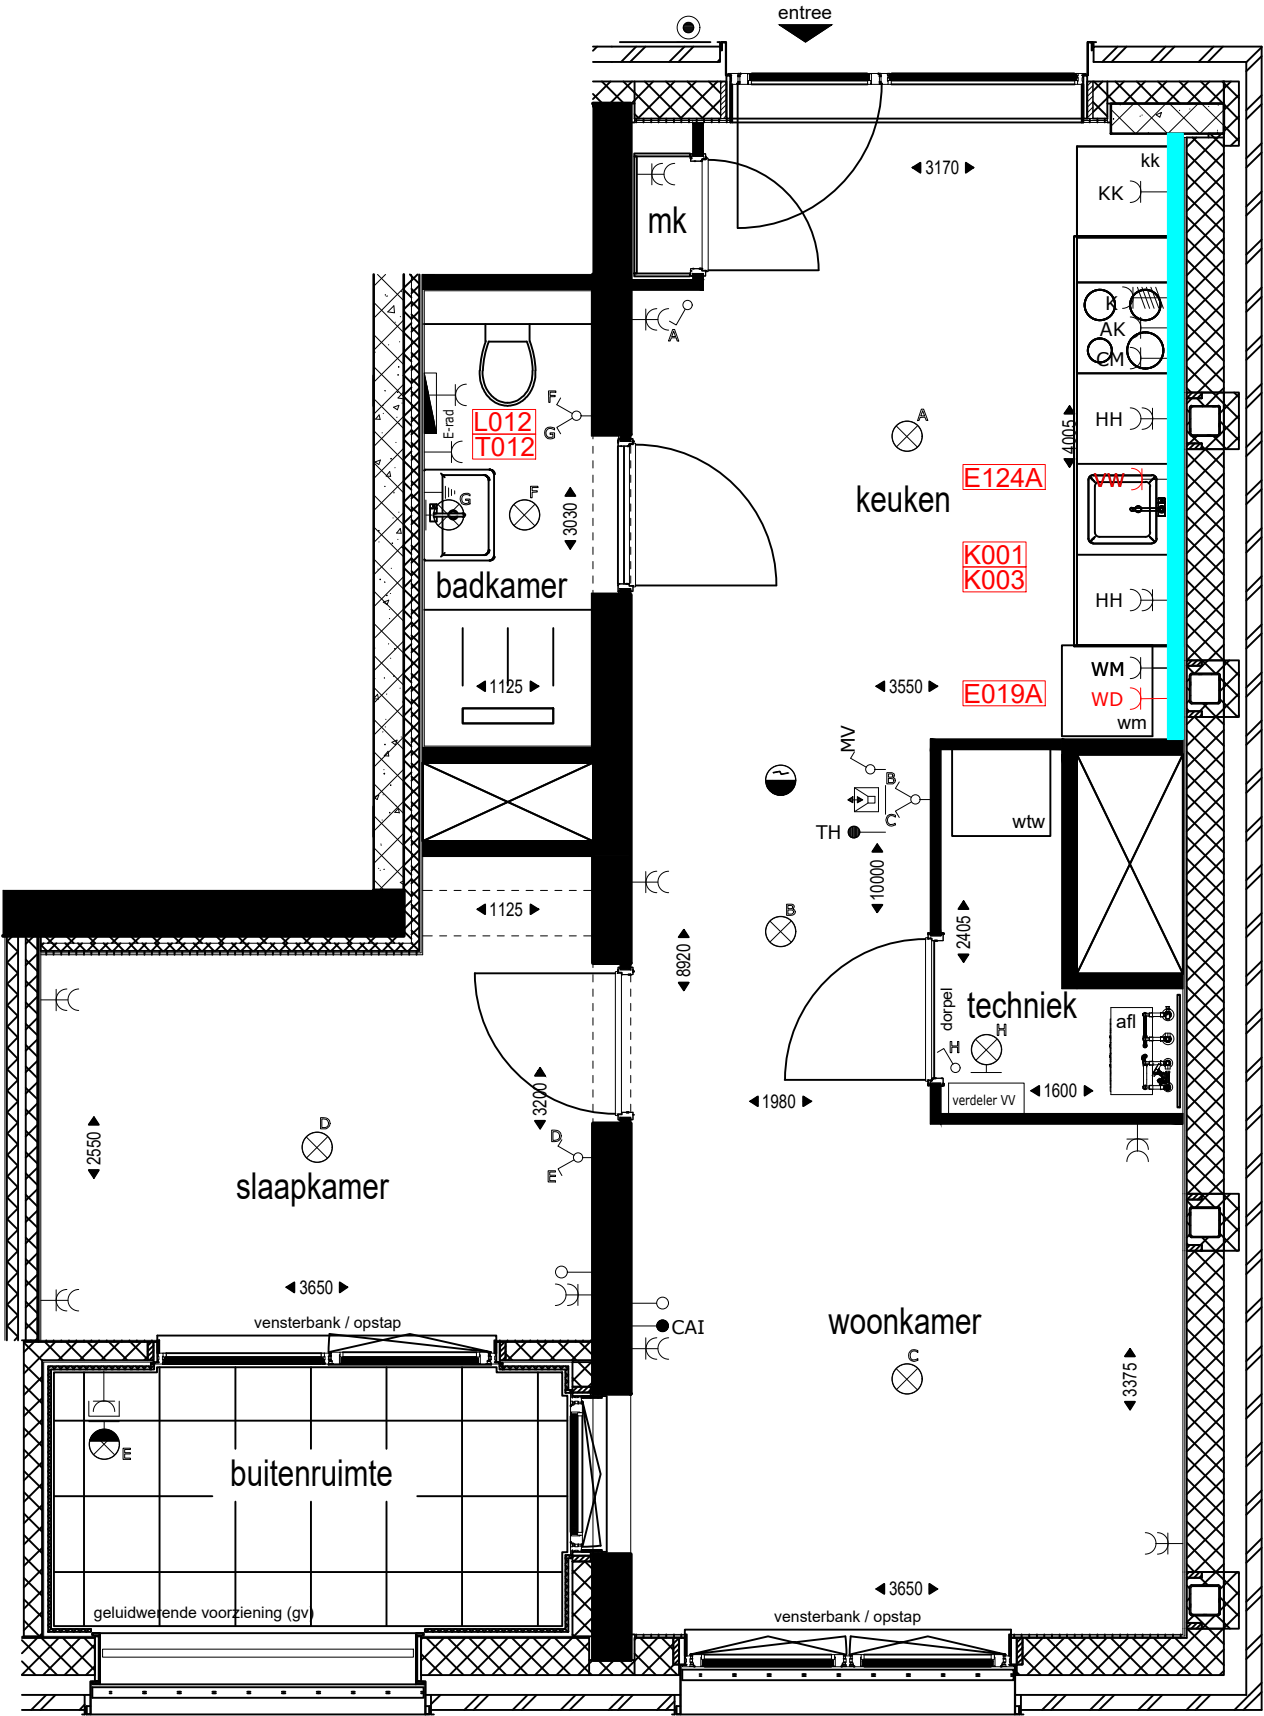 entree
3170
kk
KK
mk
A
K
AK
CM
E-rad
L012
T012
F
G
A
4005
HH
E124A
VW
keuken
G
F
3030
K001
K003
badkamer
HH
1125
3550
E019A
WM
WD
wm
MV
B
C
TH
wtw
10000
1125
B
8920
2405
dorpel
techniek
afl
H
H
verdeler VV
1600
1980
3200
2550
D
D
E
slaapkamer
3650
vensterbank / opstap
CAI
woonkamer
C
3375
E
buitenruimte
geluidwerende voorziening (gv)
3650
vensterbank / opstap